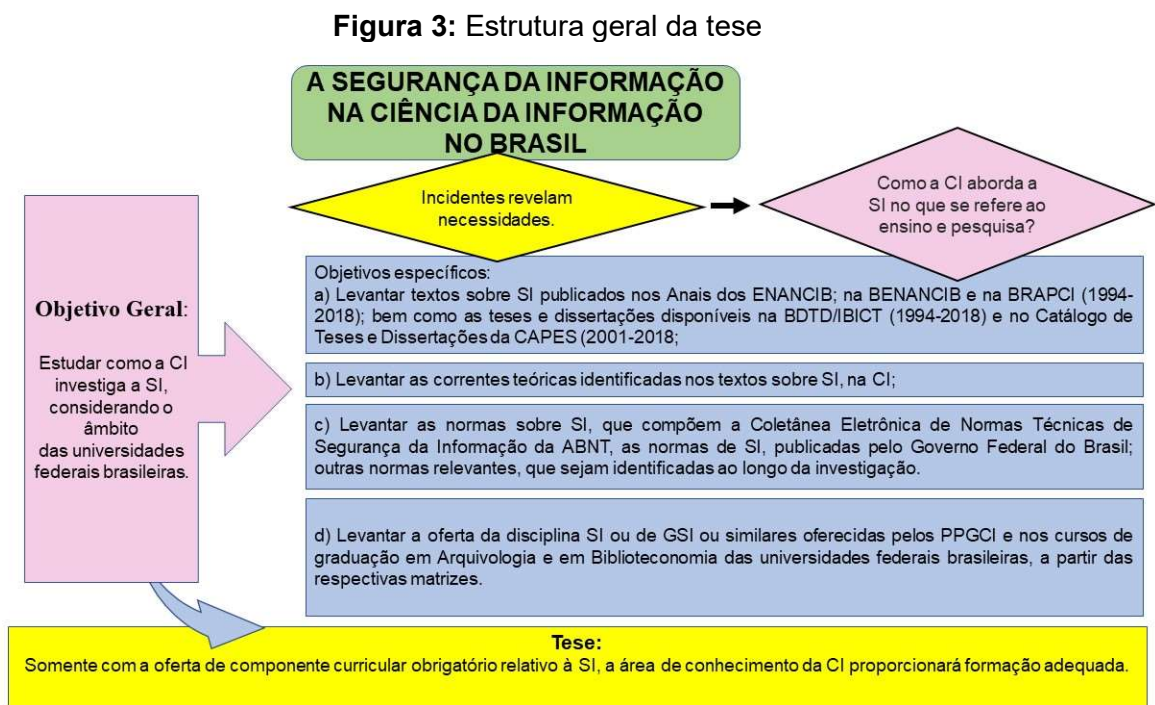 Figura 3: Estrutura geral da tese
A SEGURANÇA DA INFORMAÇÃO
NA CIÊNCIA DA INFORMAÇÃO
NO BRASIL
Incidentes revelam
necessidades.
Como a CI aborda a
SI no que se refere ao
ensino e pesquisa?
Objetivo Geral:
Estudar como a CI
investiga a SI,
considerando o
âmbito
das universidades
federais brasileiras.
Objetivos específicos:
a) Levantar textos sobre SI publicados nos Anais dos ENANCIB; na BENANCIB e na BRAPCI (1994-
2018); bem como as teses e dissertações disponíveis na BDTD/IBICT (1994-2018) e no Catálogo de
Teses e Dissertações da CAPES (2001-2018;
b) Levantar as correntes teóricas identificadas nos textos sobre SI, na CI;
c) Levantar as normas sobre SI, que compõem a Coletânea Eletrônica de Normas Técnicas de
Segurança da Informação da ABNT, as normas de SI, publicadas pelo Governo Federal do Brasil;
outras normas relevantes, que sejam identificadas ao longo da investigação.
d) Levantar a oferta da disciplina SI ou de GSI ou similares oferecidas pelos PPGCI e nos cursos de
graduação em Arquivologia e em Biblioteconomia das universidades federais brasileiras, a partir das
respectivas matrizes.
Tese:
Somente com a oferta de componente curricular obrigatório relativo à SI, a área de conhecimento da CI proporcionará formação adequada.